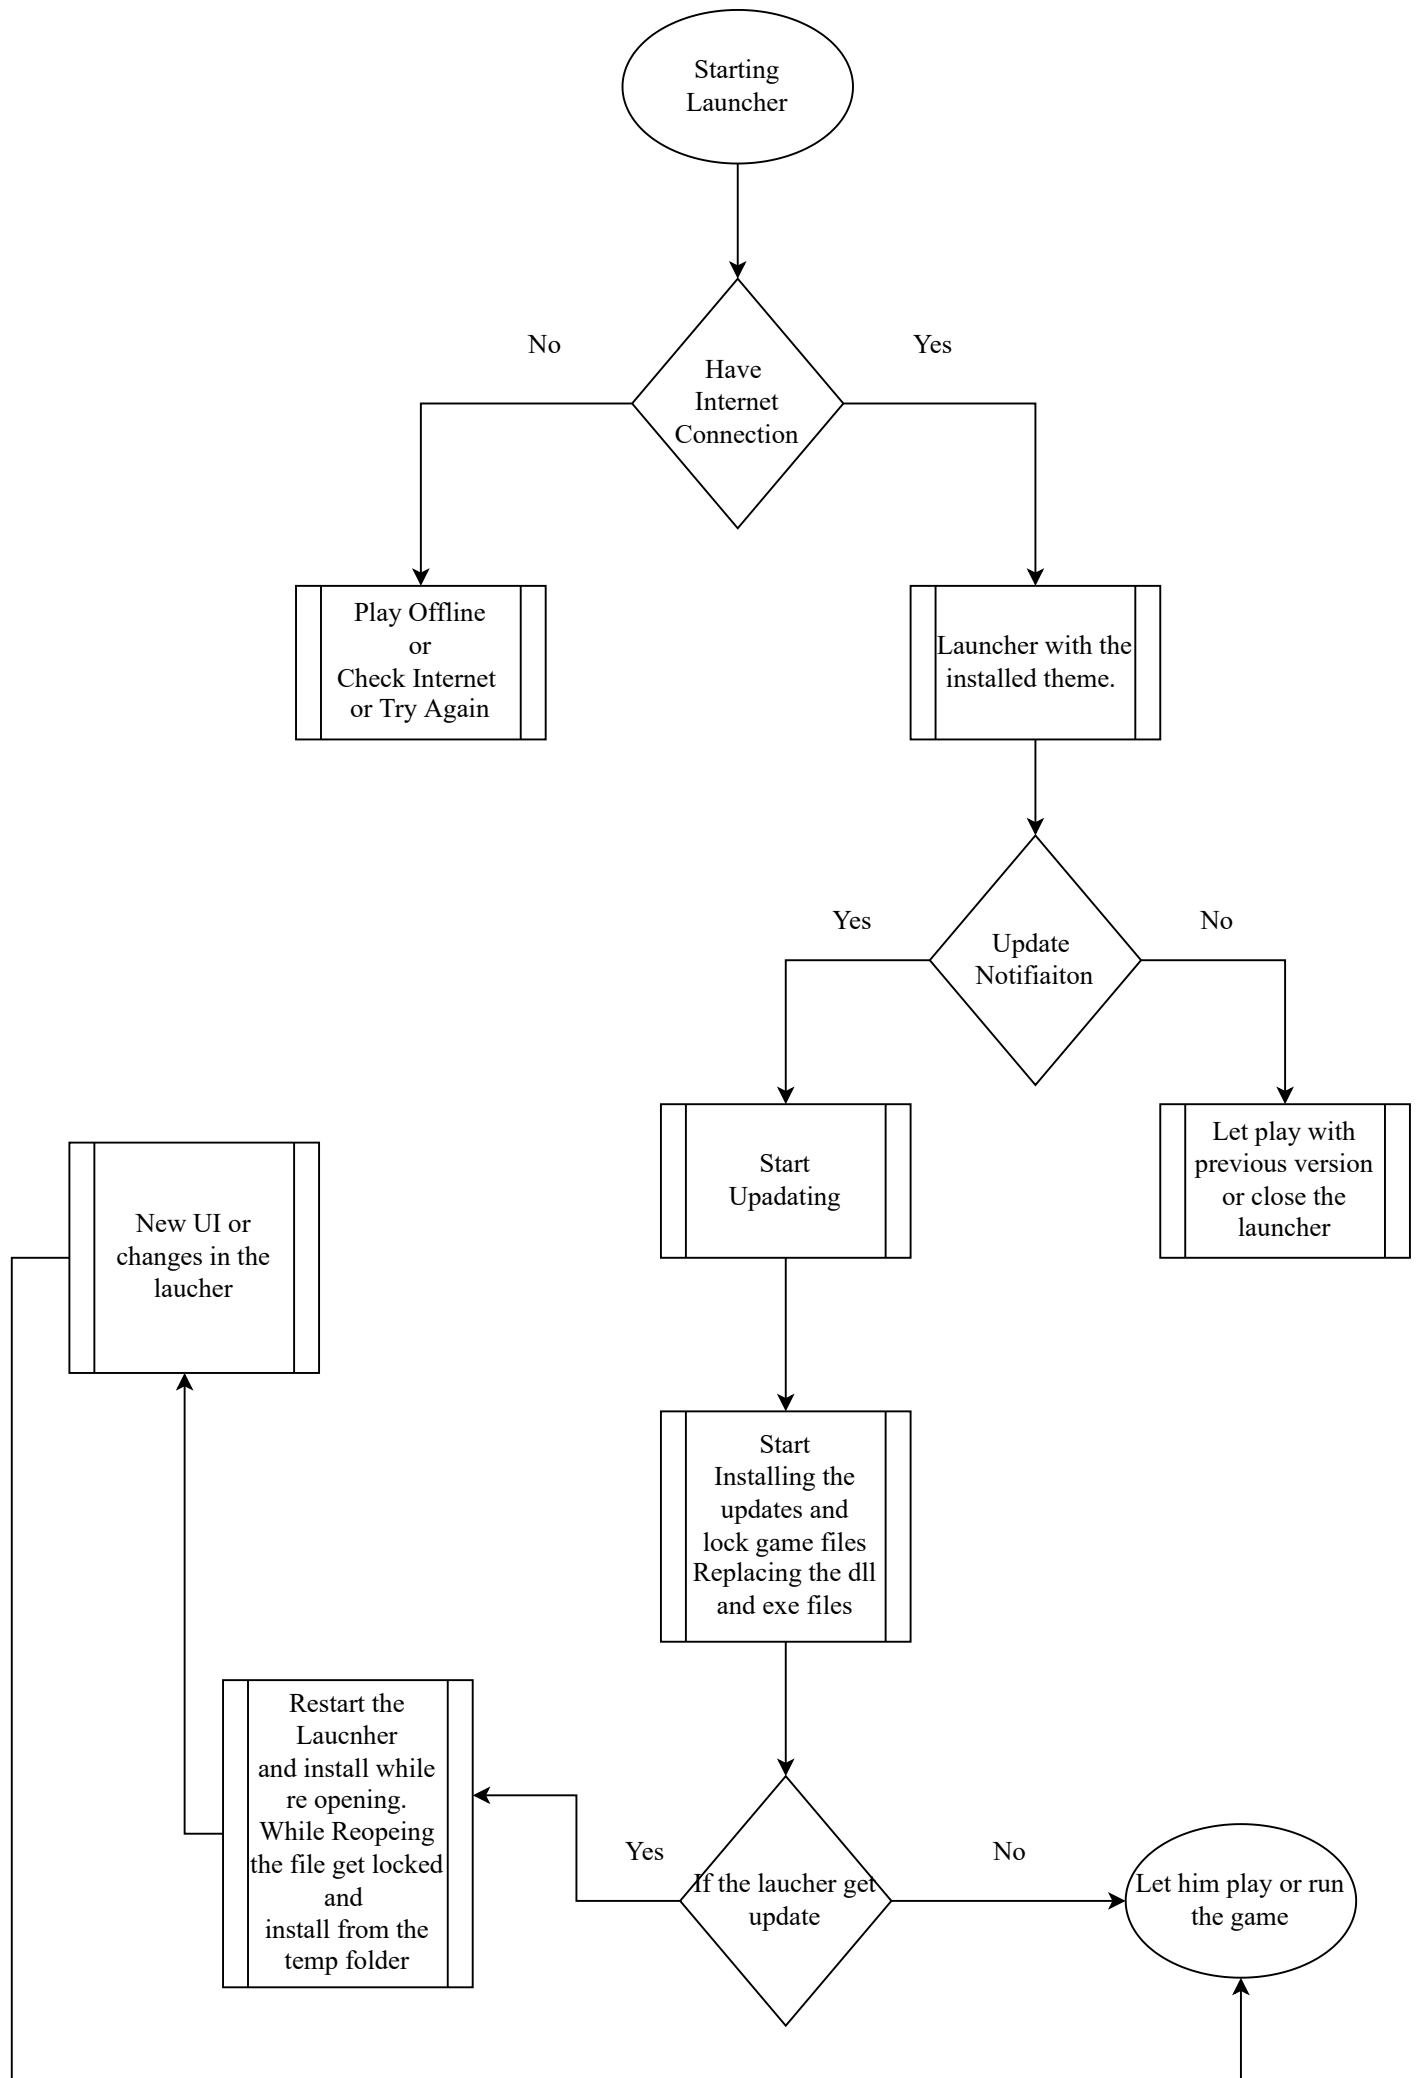 Starting
Launcher
No
Yes
Have
Internet
Connection
Play Offline
or
Check Internet
or Try Again
Launcher with the
installed theme.
Yes
No
Update
Notifiaiton
Start
Upadating
Let play with
previous version
or close the
launcher
New UI or
changes in the
laucher
Start
Installing the
updates and
lock game files
Replacing the dll
and exe files
Restart the
Laucnher
and install while
re opening.
While Reopeing
the file get locked
and
install from the
temp folder
Yes
No
If the laucher get
update
Let him play or run
the game